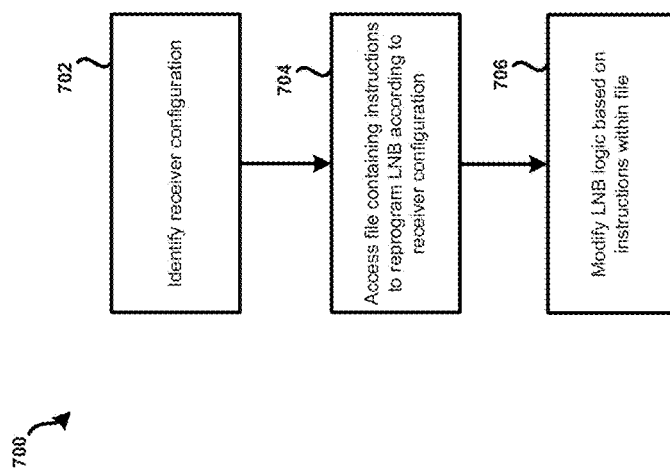 700
702
Identify receiver configuration
704
Access file containing instructions
to reprogram LNB according to
receiver configuration
706
Modify LNB logic based on
instructions within file